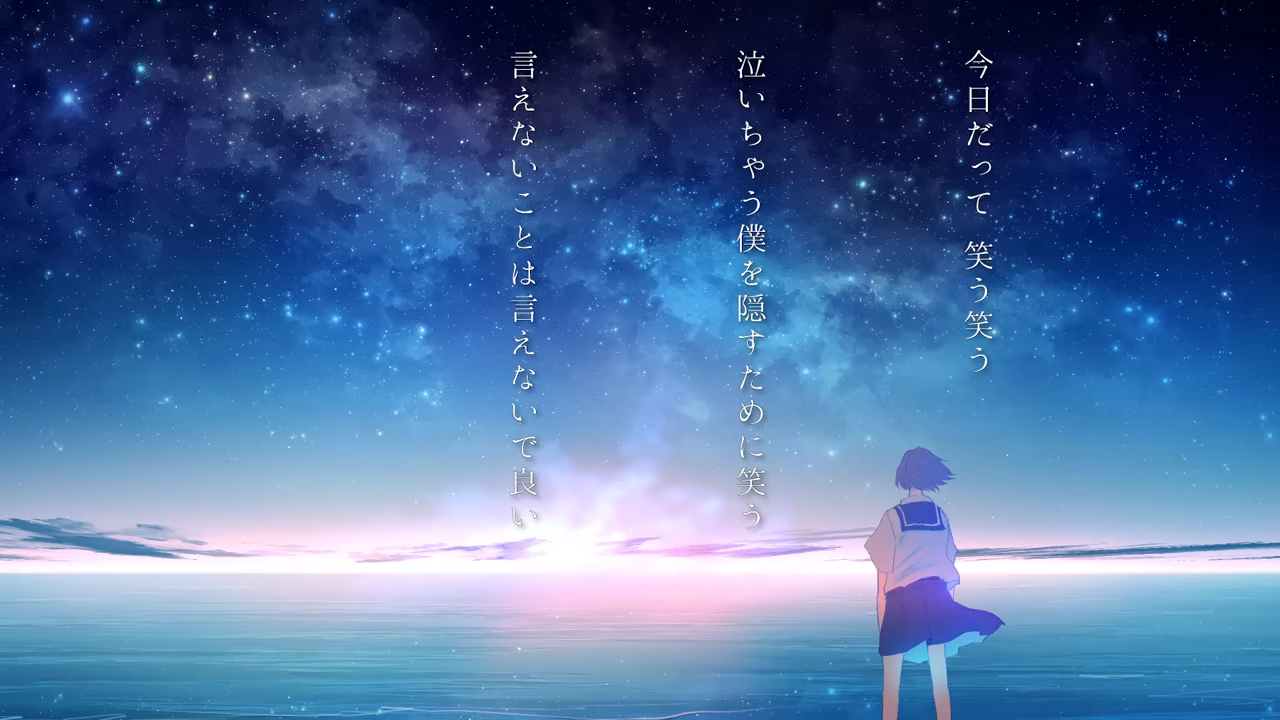 今日だって 笑う笑う
泣いちゃう僕を隠すために笑う
言えないことは言えないで良い